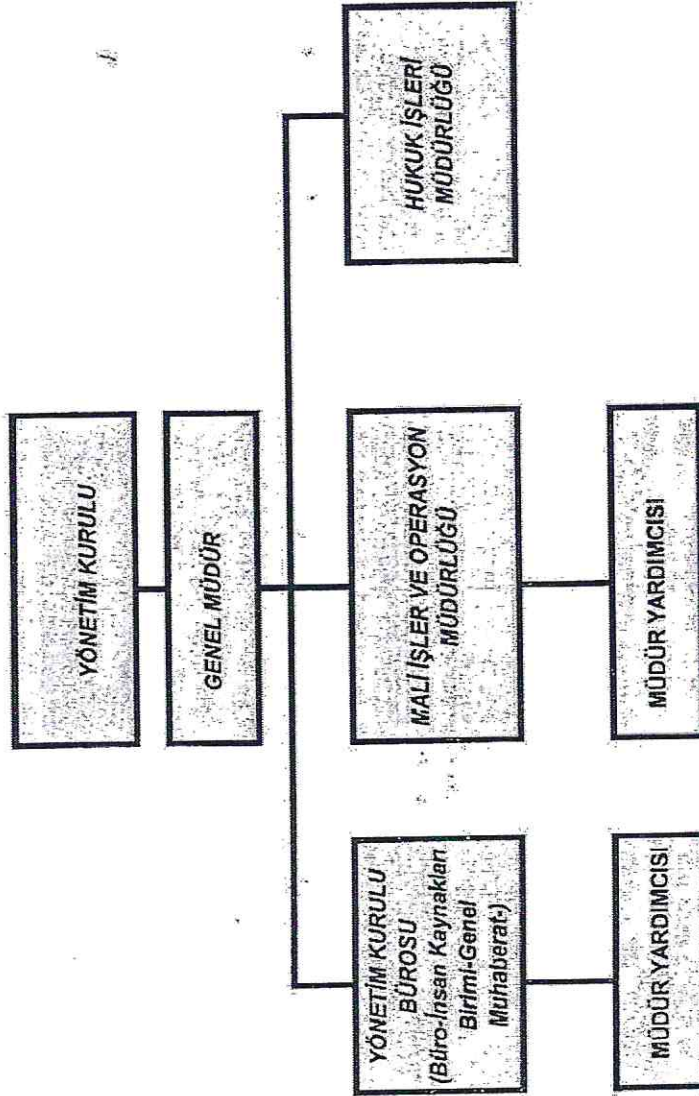 YÖNETİM KURULU
GENEL MÜDÜR
YÖNETİM KURULU
BÜROSU
(Büro-İnsan Kaynakları
Birimi-Genel
Muhaberat-)
MALİ İŞLER VE OPERASYON
MÜDÜRLÜĞÜ
HUKUK İŞLERİ
MÜDÜRLÜĞÜ
MÜDÜR YARDIMCISI
MÜDÜR YARDIMCISI